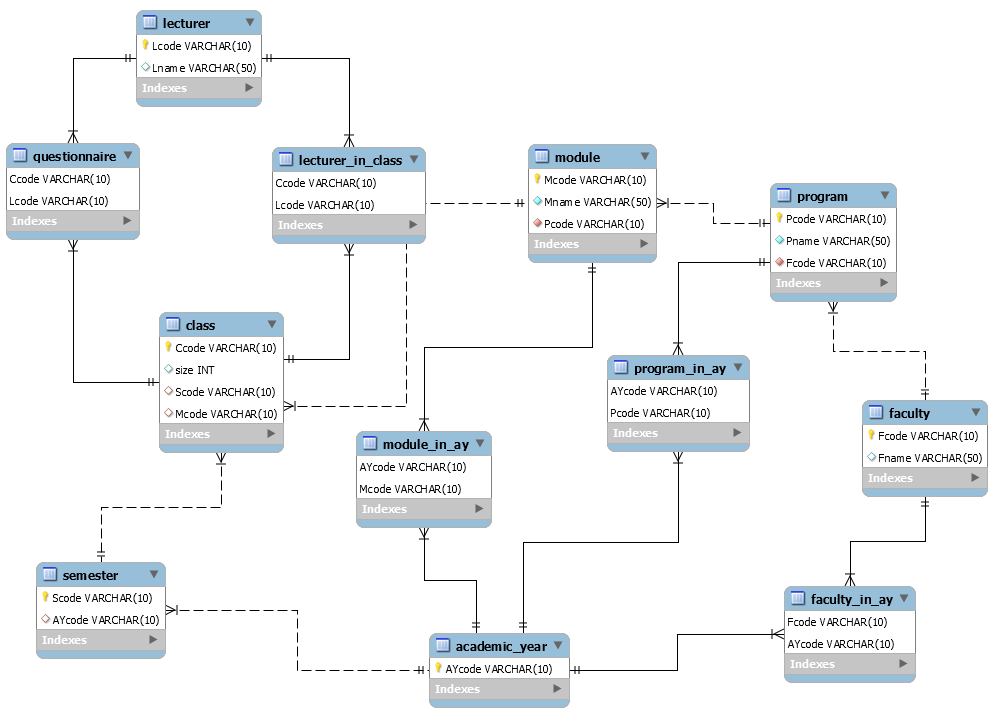 lecturer
Lcode VARCHAR(10)
Lname VARCHAR(50)
Indexes
questionnaire
Ccode VARCHAR(10)
Lcode VARCHAR(10)
Indexes
lecturer_in_class
Ccode VARCHAR(10)
Lcode VARCHAR(10)
Indexes
module
Mcode VARCHAR(10)
Mname VARCHAR(50)
Pcode VARCHAR(10)
Indexes
program
Pcode VARCHAR(10)
Pname VARCHAR(50)
Fcode VARCHAR(10)
Indexes
class
Ccode VARCHAR(10)
size INT
Scode VARCHAR(10)
Mcode VARCHAR(10)
Indexes
program_in_ay
AYcode VARCHAR(10)
Pcode VARCHAR(10)
Indexes
faculty
Fcode VARCHAR(10)
Fname VARCHAR(50)
Indexes
module_in_ay
AYcode VARCHAR(10)
Mcode VARCHAR(10)
Indexes
semester
Scode VARCHAR(10)
AYcode VARCHAR(10)
Indexes
academic_year
AYcode VARCHAR(10)
Indexes
faculty_in_ay
Fcode VARCHAR(10)
AYcode VARCHAR(10)
Indexes